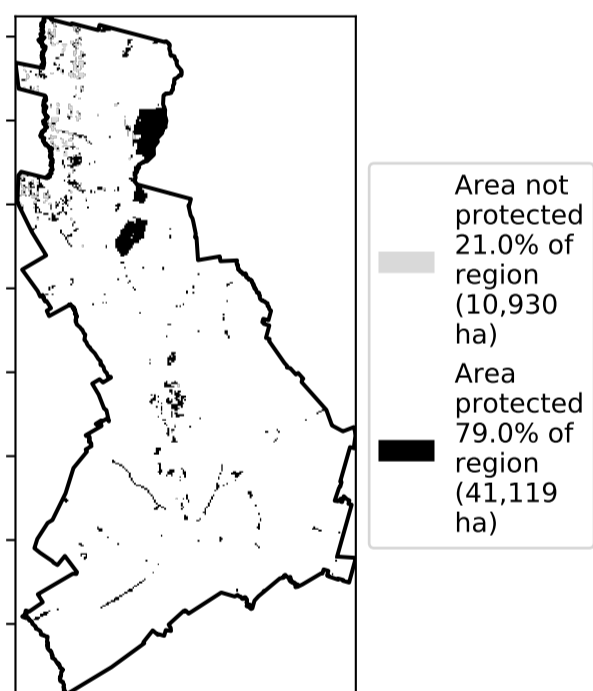 Area not
protected
21.0% of
region
(10,930
ha)
Area
protected
79.0% of
region
(41,119
ha)